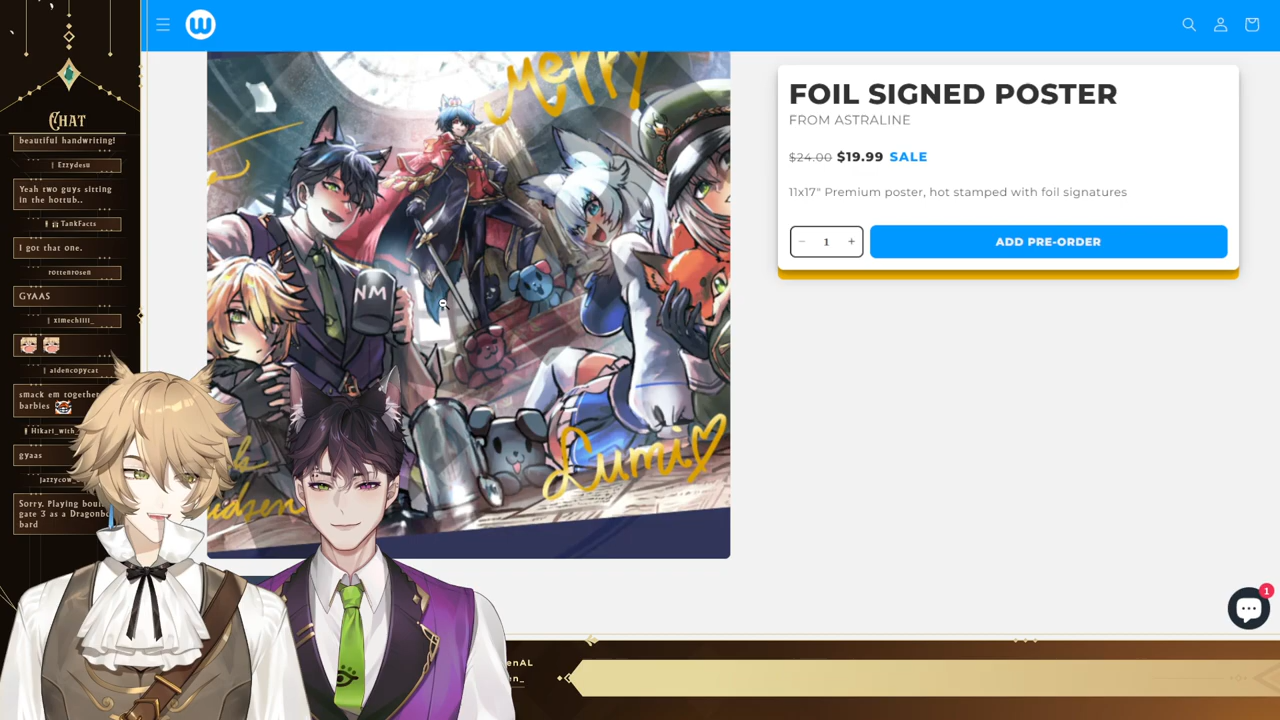 W
Chat
beautiful handwriting!
Ezzydesu
Yeah two guys sitting
in the hottub..
TankFacts
I got that one.
rottenrosen
GYAAS
ximechiiii_
aidencopycat
smack em together
barbies
Hikari_with_
gyaas
jazzycow_
Sorry. Playing
gate 3 as a
bard
Merry
NM
Lumi
FOIL SIGNED POSTER
FROM ASTRALINE
$24.00 $19.99 SALE
11x17" Premium poster, hot stamped with foil signatures
− 1 +
ADD PRE-ORDER
1
enAL
en_